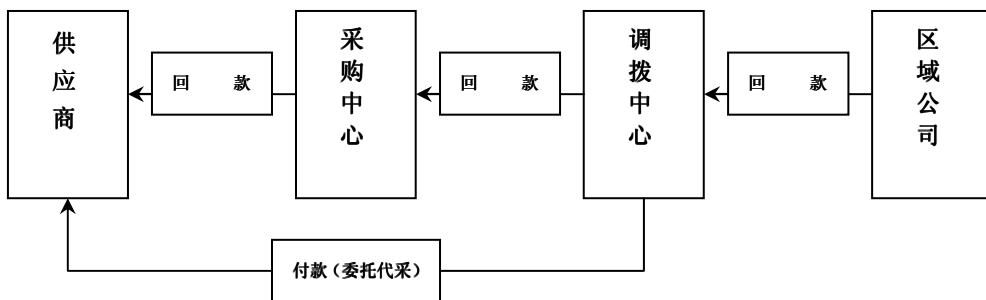 供应商
回 款
采购中心
回 款
调拨中心
回 款
区域公司
付款（委托代采）